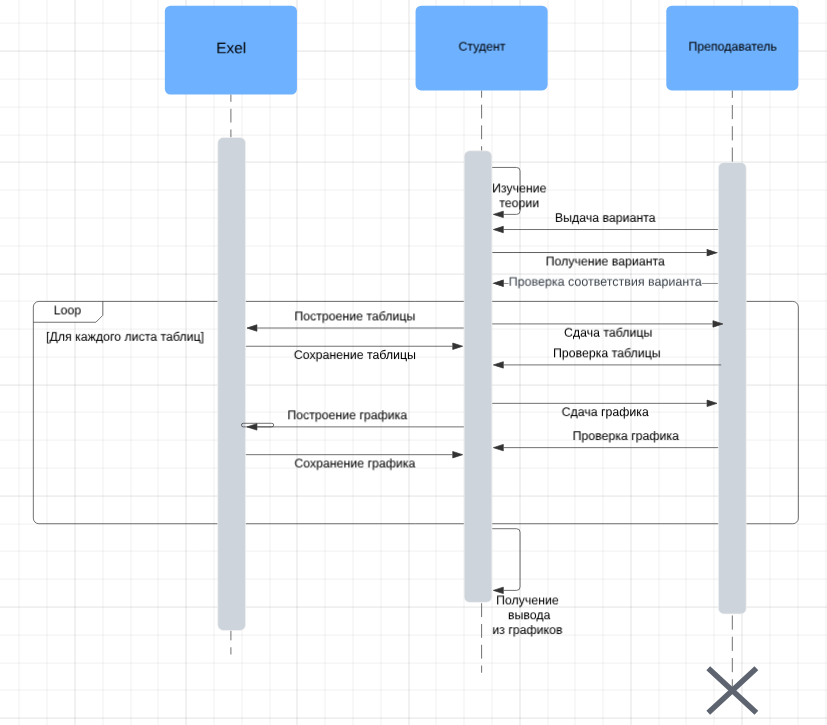 Exel
Студент
Преподаватель
Изучение
теории
Выдача варианта
Получение варианта
Проверка соответствия варианта
Loop
[Для каждого листа таблиц]
Построение таблицы
Сдача таблицы
Сохранение таблицы
Проверка таблицы
Построение графика
Сдача графика
Проверка графика
Сохранение графика
Получение
вывода
из графиков